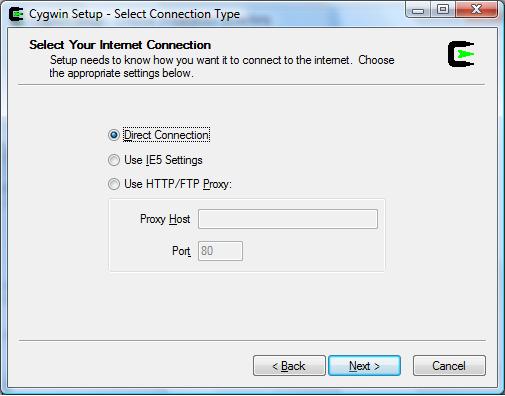 Cygwin Setup - Select Connection Type
Select Your Internet Connection
Setup needs to know how you want it to connect to the internet. Choose
the appropriate settings below.
Direct Connection
Use IE5 Settings
Use HTTP/FTP Proxy:
Proxy Host
Port 80
< Back Next > Cancel